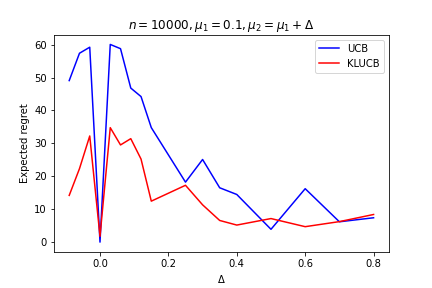 n = 10000, μ₁ = 0.1, μ₂ = μ₁ + Δ
UCB
KLUCB
60
50
40
30
20
10
0
Expected regret
0.0 0.2 0.4 0.6 0.8
Δ